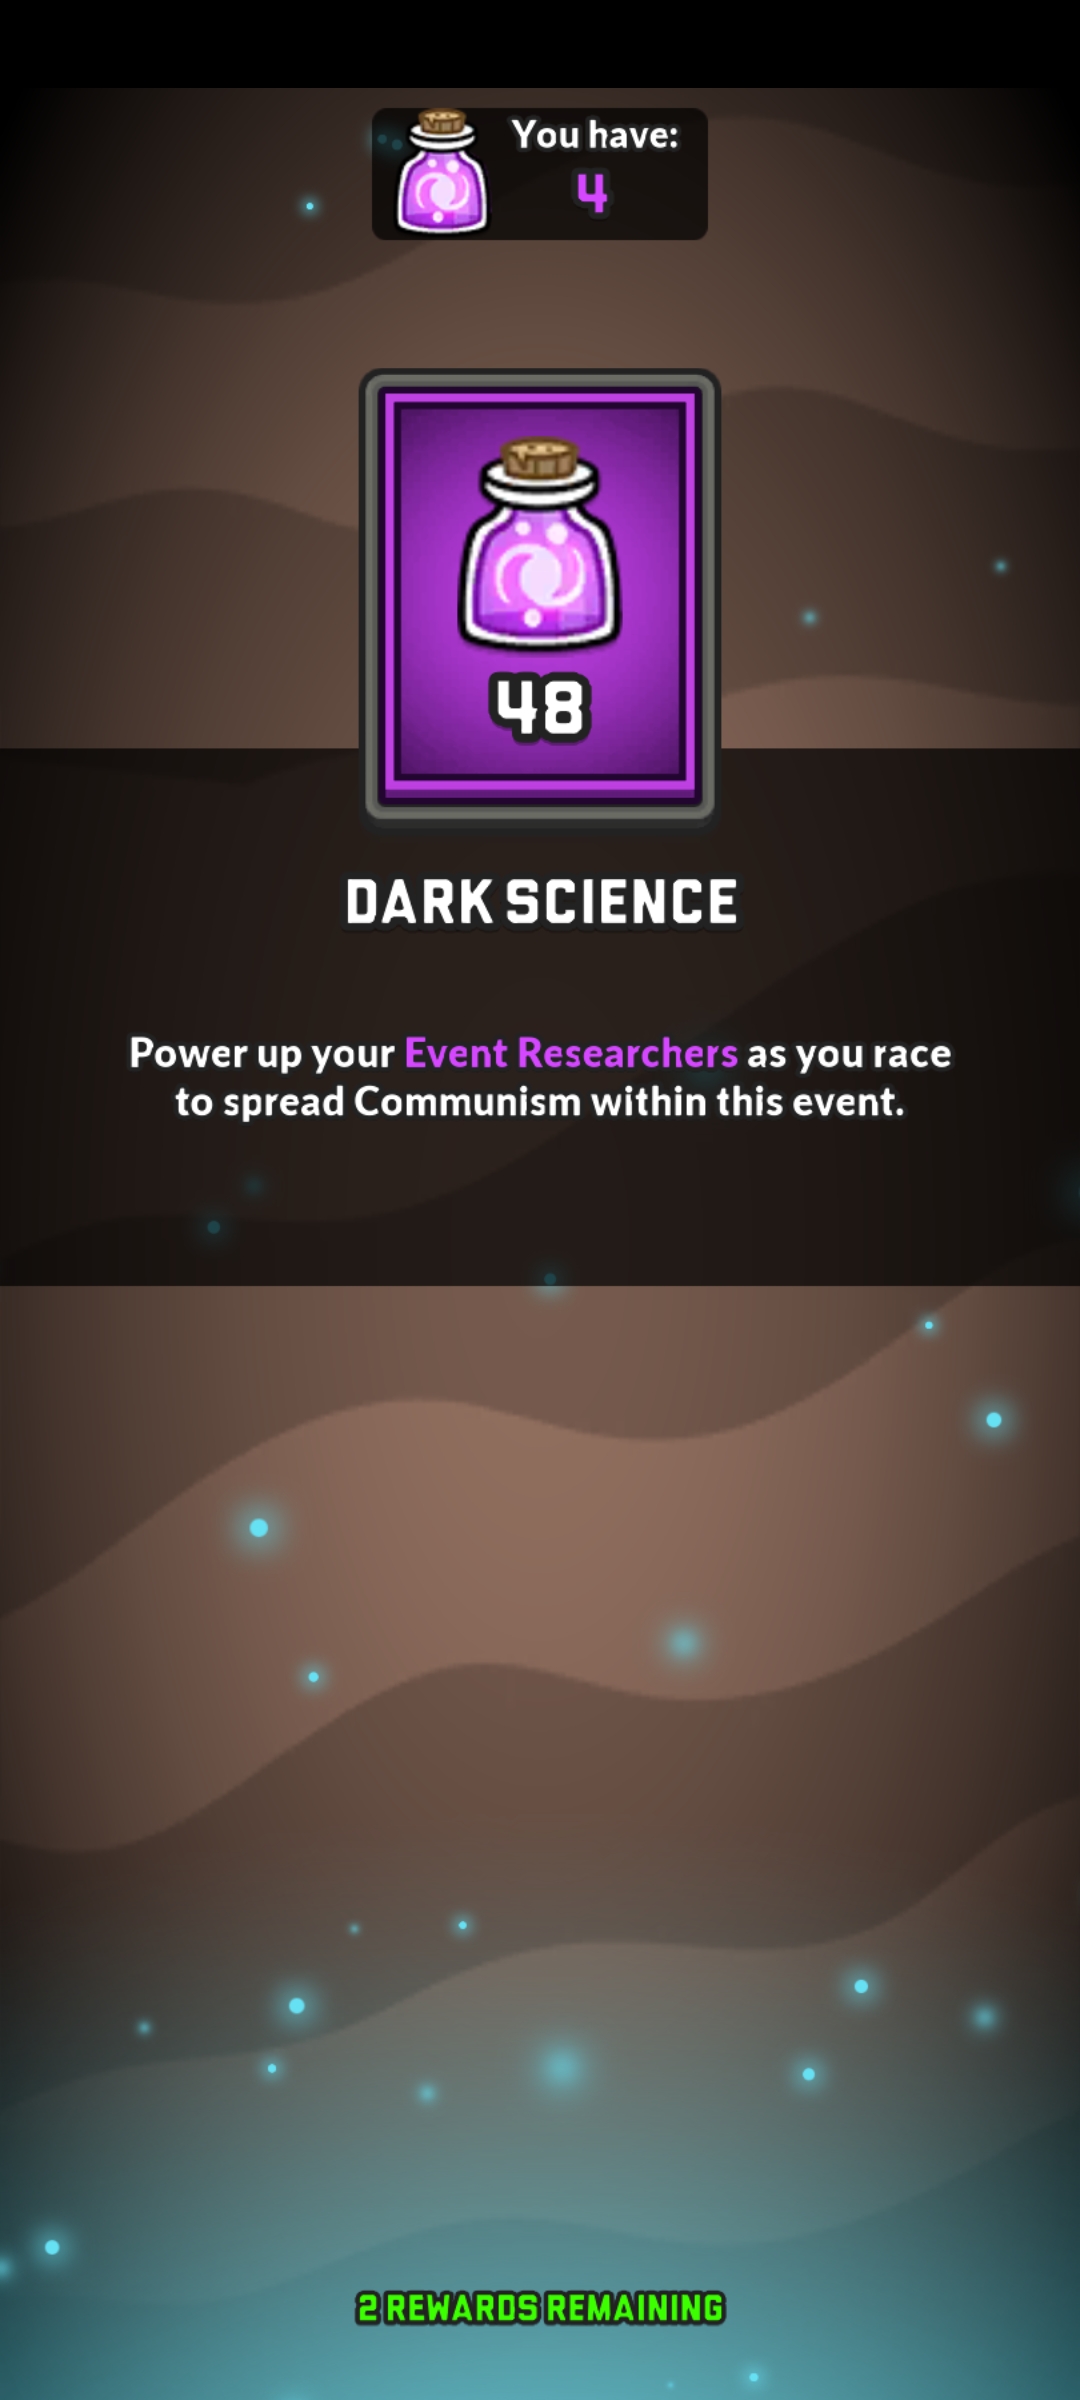 You have:
4
48
DARK SCIENCE
Power up your Event Researchers as you race
to spread Communism within this event.
2 REWARDS REMAINING